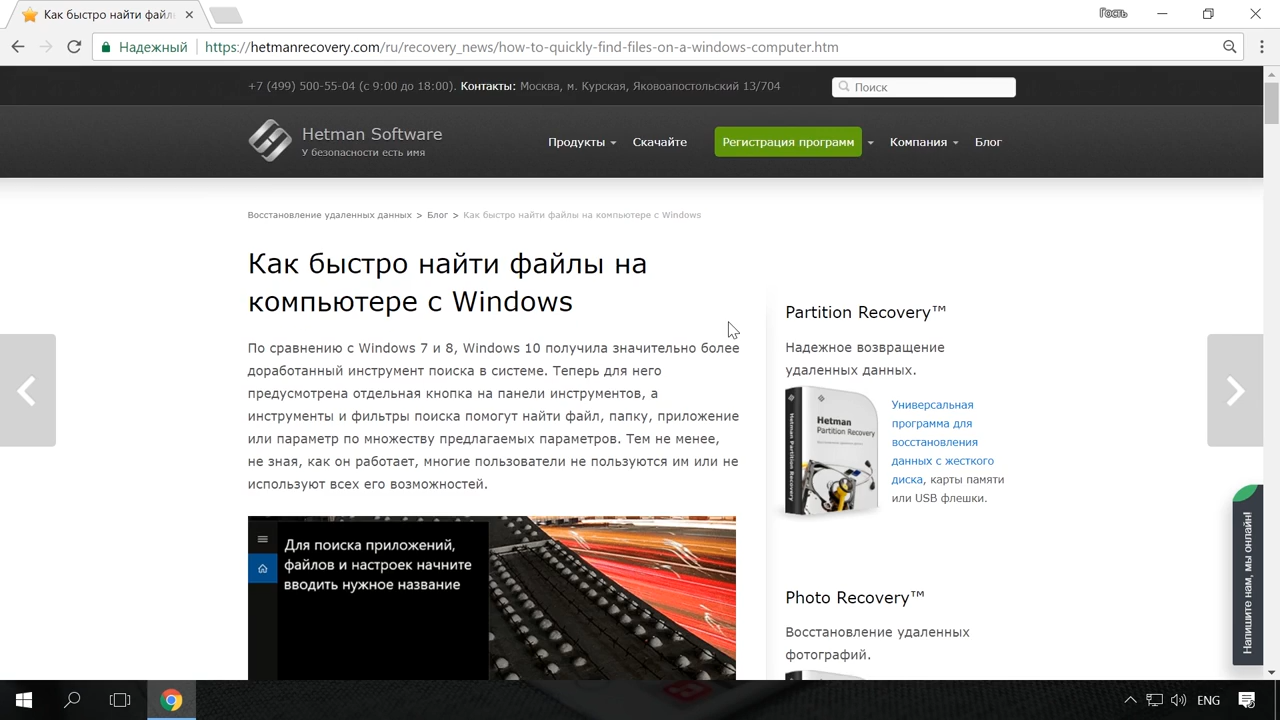 Как быстро найти файл
Гость
Надежный
https://hetmanrecovery.com/ru/recovery_news/how-to-quickly-find-files-on-a-windows-computer.htm
+7 (499) 500-55-04 (с 9:00 до 18:00). Контакты: Москва, м. Курская, Яковоапостольский 13/704
Поиск
Hetman Software
У безопасности есть имя
Продукты
Скачайте
Регистрация программ
Компания
Блог
Восстановление удаленных данных > Блог > Как быстро найти файлы на компьютере с Windows
Как быстро найти файлы на
компьютере с Windows
По сравнению с Windows 7 и 8, Windows 10 получила значительно более
доработанный инструмент поиска в системе. Теперь для него
предусмотрена отдельная кнопка на панели инструментов, а
инструменты и фильтры поиска помогут найти файл, папку, приложение
или параметр по множеству предлагаемых параметров. Тем не менее,
не зная, как он работает, многие пользователи не пользуются им или не
используют всех его возможностей.
Для поиска приложений,
файлов и настроек начните
вводить нужное название
Partition Recovery™
Надежное возвращение
удаленных данных.
Hetman
Partition Recovery
Hetman Partition Recovery
Универсальная
программа для
восстановления
данных с жесткого
диска, карты памяти
или USB флешки.
Photo Recovery™
Восстановление удаленных
фотографий.
Напишите нам, мы онлайн!
ENG